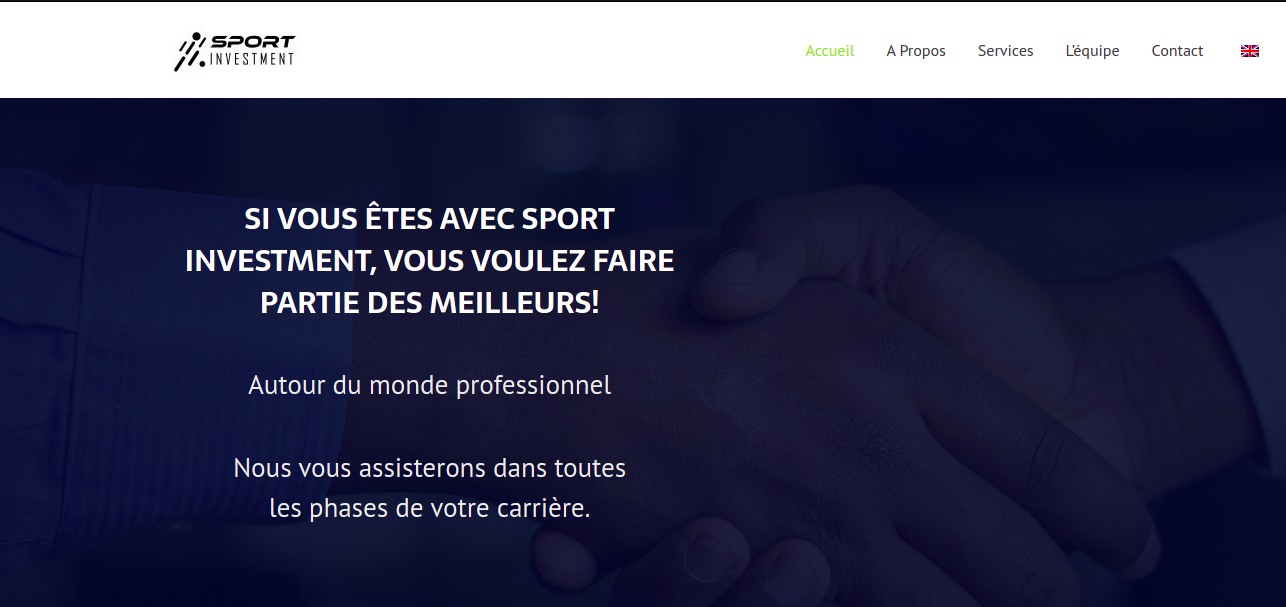 SPORT
INVESTMENT
Accueil A Propos Services L'équipe Contact
SI VOUS ÊTES AVEC SPORT
INVESTMENT, VOUS VOULEZ FAIRE
PARTIE DES MEILLEURS!
Autour du monde professionnel
Nous vous assisterons dans toutes
les phases de votre carrière.